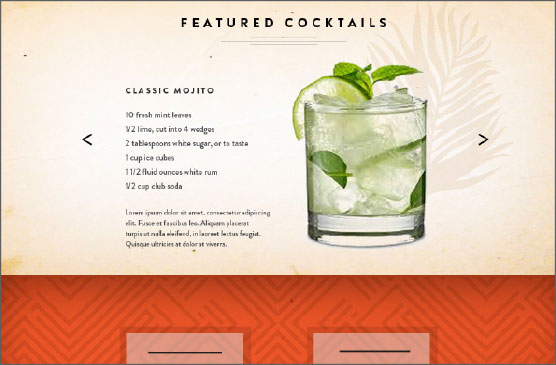 FEATURED COCKTAILS
CLASSIC MOJITO
10 fresh mint leaves
1/2 lime, cut into 4 wedges
2 tablespoons white sugar, or to taste
1 cup ice cubes
1 1/2 fluid ounces white rum
1/2 cup club soda
Lorem ipsum dolor sit amet, consectetur adipiscing
elit. Fusce et faucibus leo. Aliquam placerat
turpis ut nulla eleifend, in laoreet lectus feugiat.
Quisque ultricies at dolor at viverra.